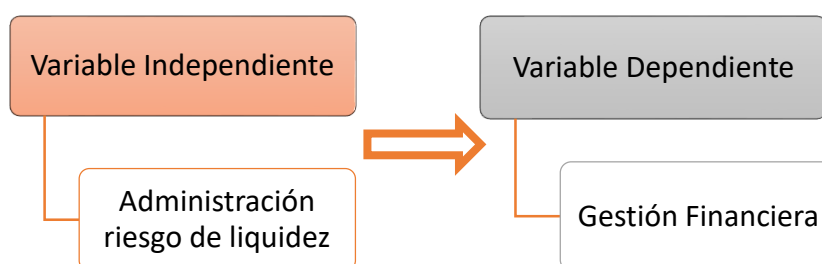 Variable Independiente
Administración
riesgo de liquidez
Variable Dependiente
Gestión Financiera